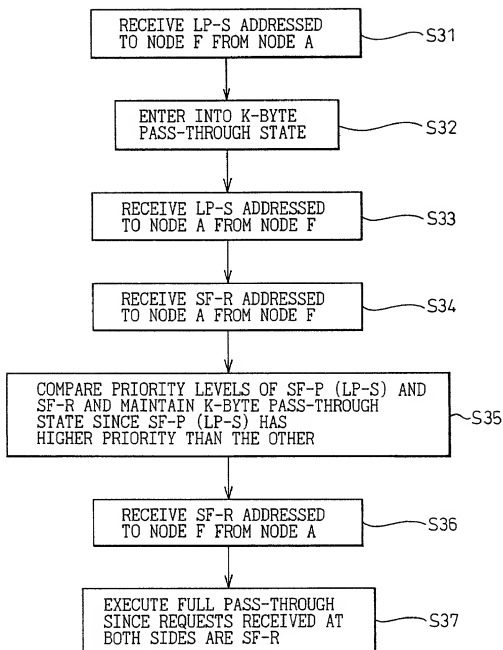 RECEIVE LP-S ADDRESSED
TO NODE F FROM NODE A
S31
ENTER INTO K-BYTE
PASS-THROUGH STATE
S32
RECEIVE LP-S ADDRESSED
TO NODE A FROM NODE F
S33
RECEIVE SF-R ADDRESSED
TO NODE A FROM NODE F
S34
COMPARE PRIORITY LEVELS OF SF-P (LP-S) AND
SF-R AND MAINTAIN K-BYTE PASS-THROUGH
STATE SINCE SF-P (LP-S) HAS
HIGHER PRIORITY THAN THE OTHER
S35
RECEIVE SF-R ADDRESSED
TO NODE F FROM NODE A
S36
EXECUTE FULL PASS-THROUGH
SINCE REQUESTS RECEIVED AT
BOTH SIDES ARE SF-R
S37